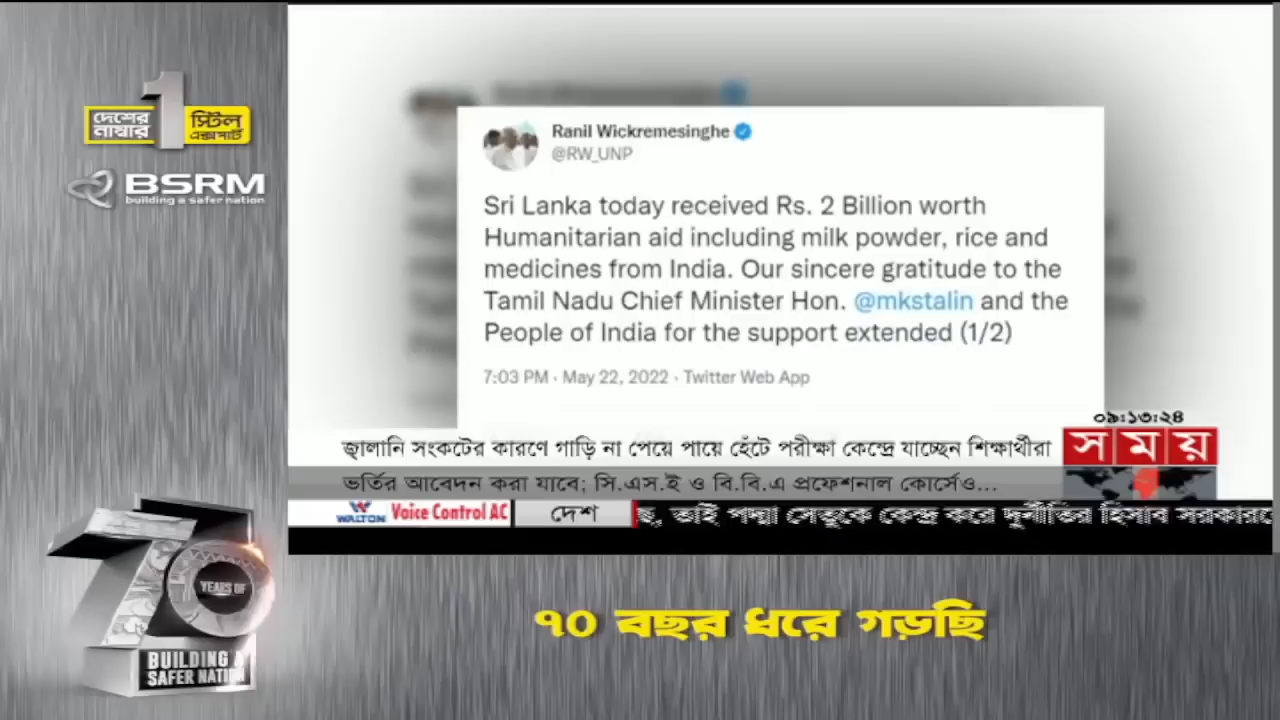 দেশের
নাম্বার
1
স্টিল
এক্সপার্ট
BSRM
building a safer nation
Ranil Wickremesinghe
@RW_UNP
Sri Lanka today received Rs. 2 Billion worth
Humanitarian aid including milk powder, rice and
medicines from India. Our sincere gratitude to the
Tamil Nadu Chief Minister Hon. @mkstalin and the
People of India for the support extended (1/2)
7:03 PM · May 22, 2022 · Twitter Web App
০৯:১৩:২৪
জ্বালানি সংকটের কারণে গাড়ি না পেয়ে পায়ে হেঁটে পরীক্ষা কেন্দ্রে যাচ্ছেন শিক্ষার্থীরা
সময়
ভর্তির আবেদন করা যাবে; সি.এস.ই ও বি.বি.এ প্রফেশনাল কোর্সেও...
WALTON Voice Control AC
দেশ
তাই পদ্মা সেতুকে কেন্দ্র করে দুর্নীতির হিসাব
70
YEARS OF
BUILDING A
SAFER NATION
৭০ বছর ধরে গড়ছি